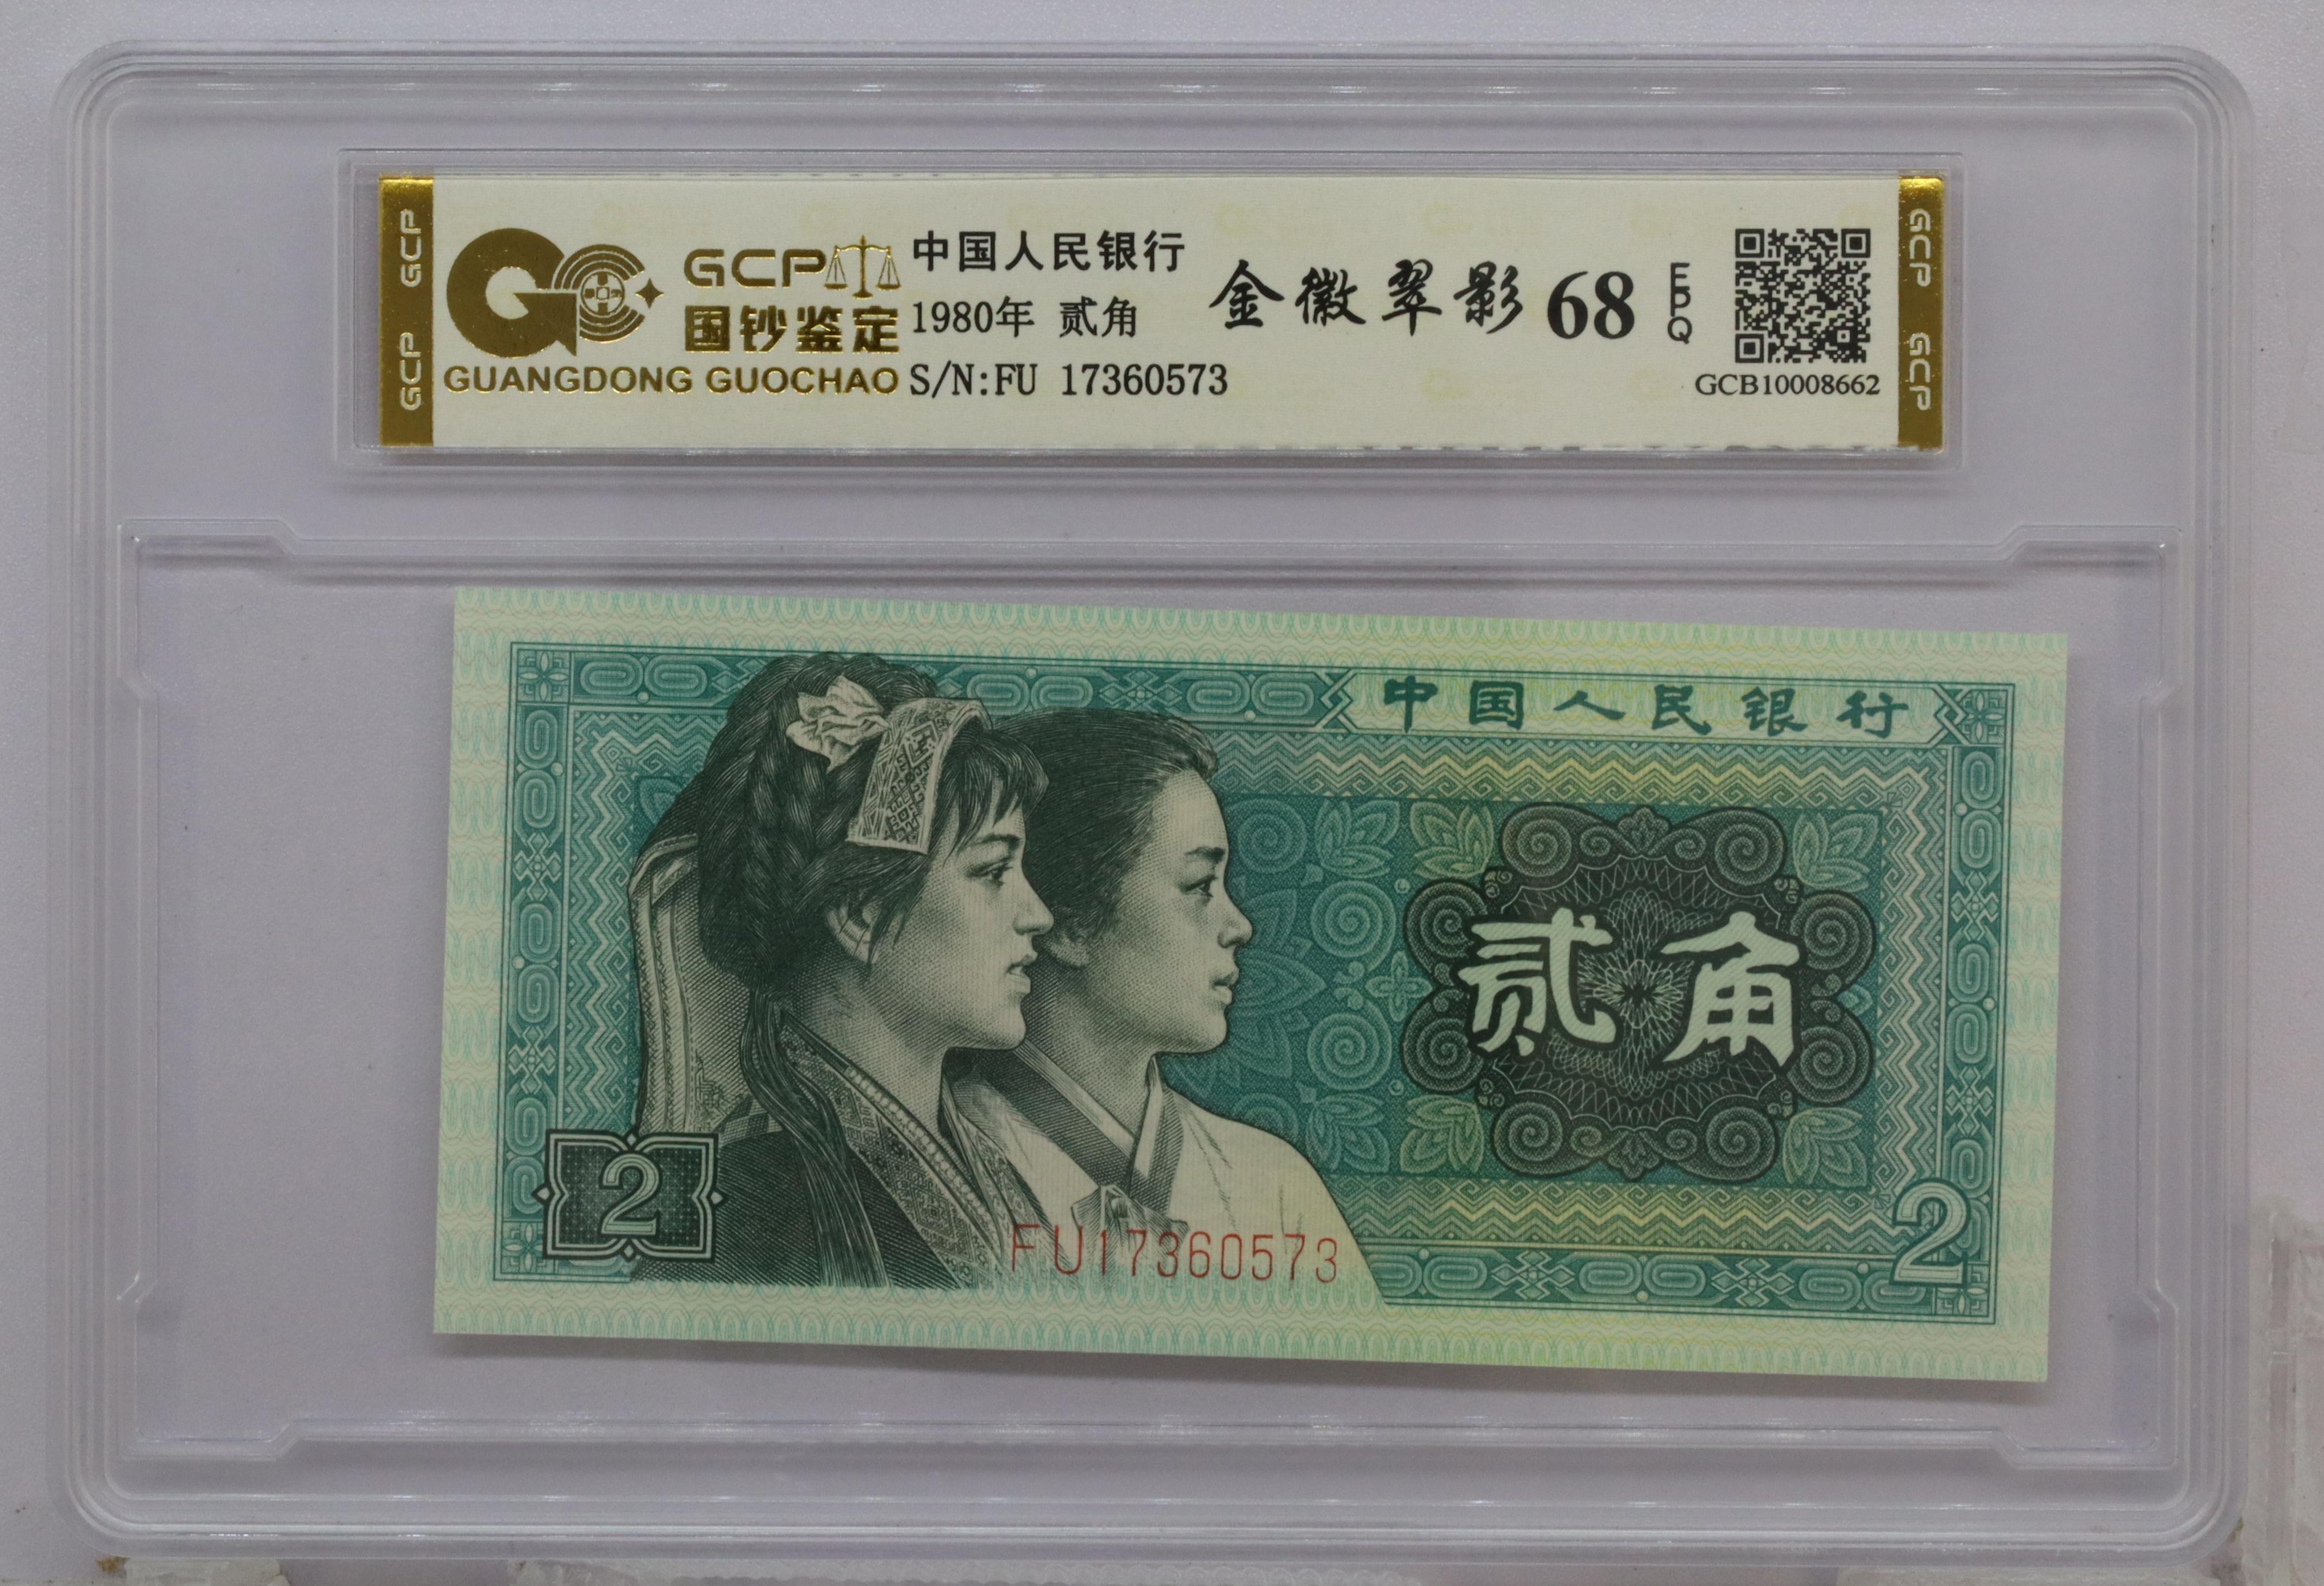 GCP
国钞鉴定
GUANGDONG GUOCHAO
中国人民银行
1980年 贰角
S/N:FU 17360573
金徽翠影 68 EPQ
GCB10008662
GCP GCP
GCP GCP
中国人民银行
贰角
2
FU17360573
2